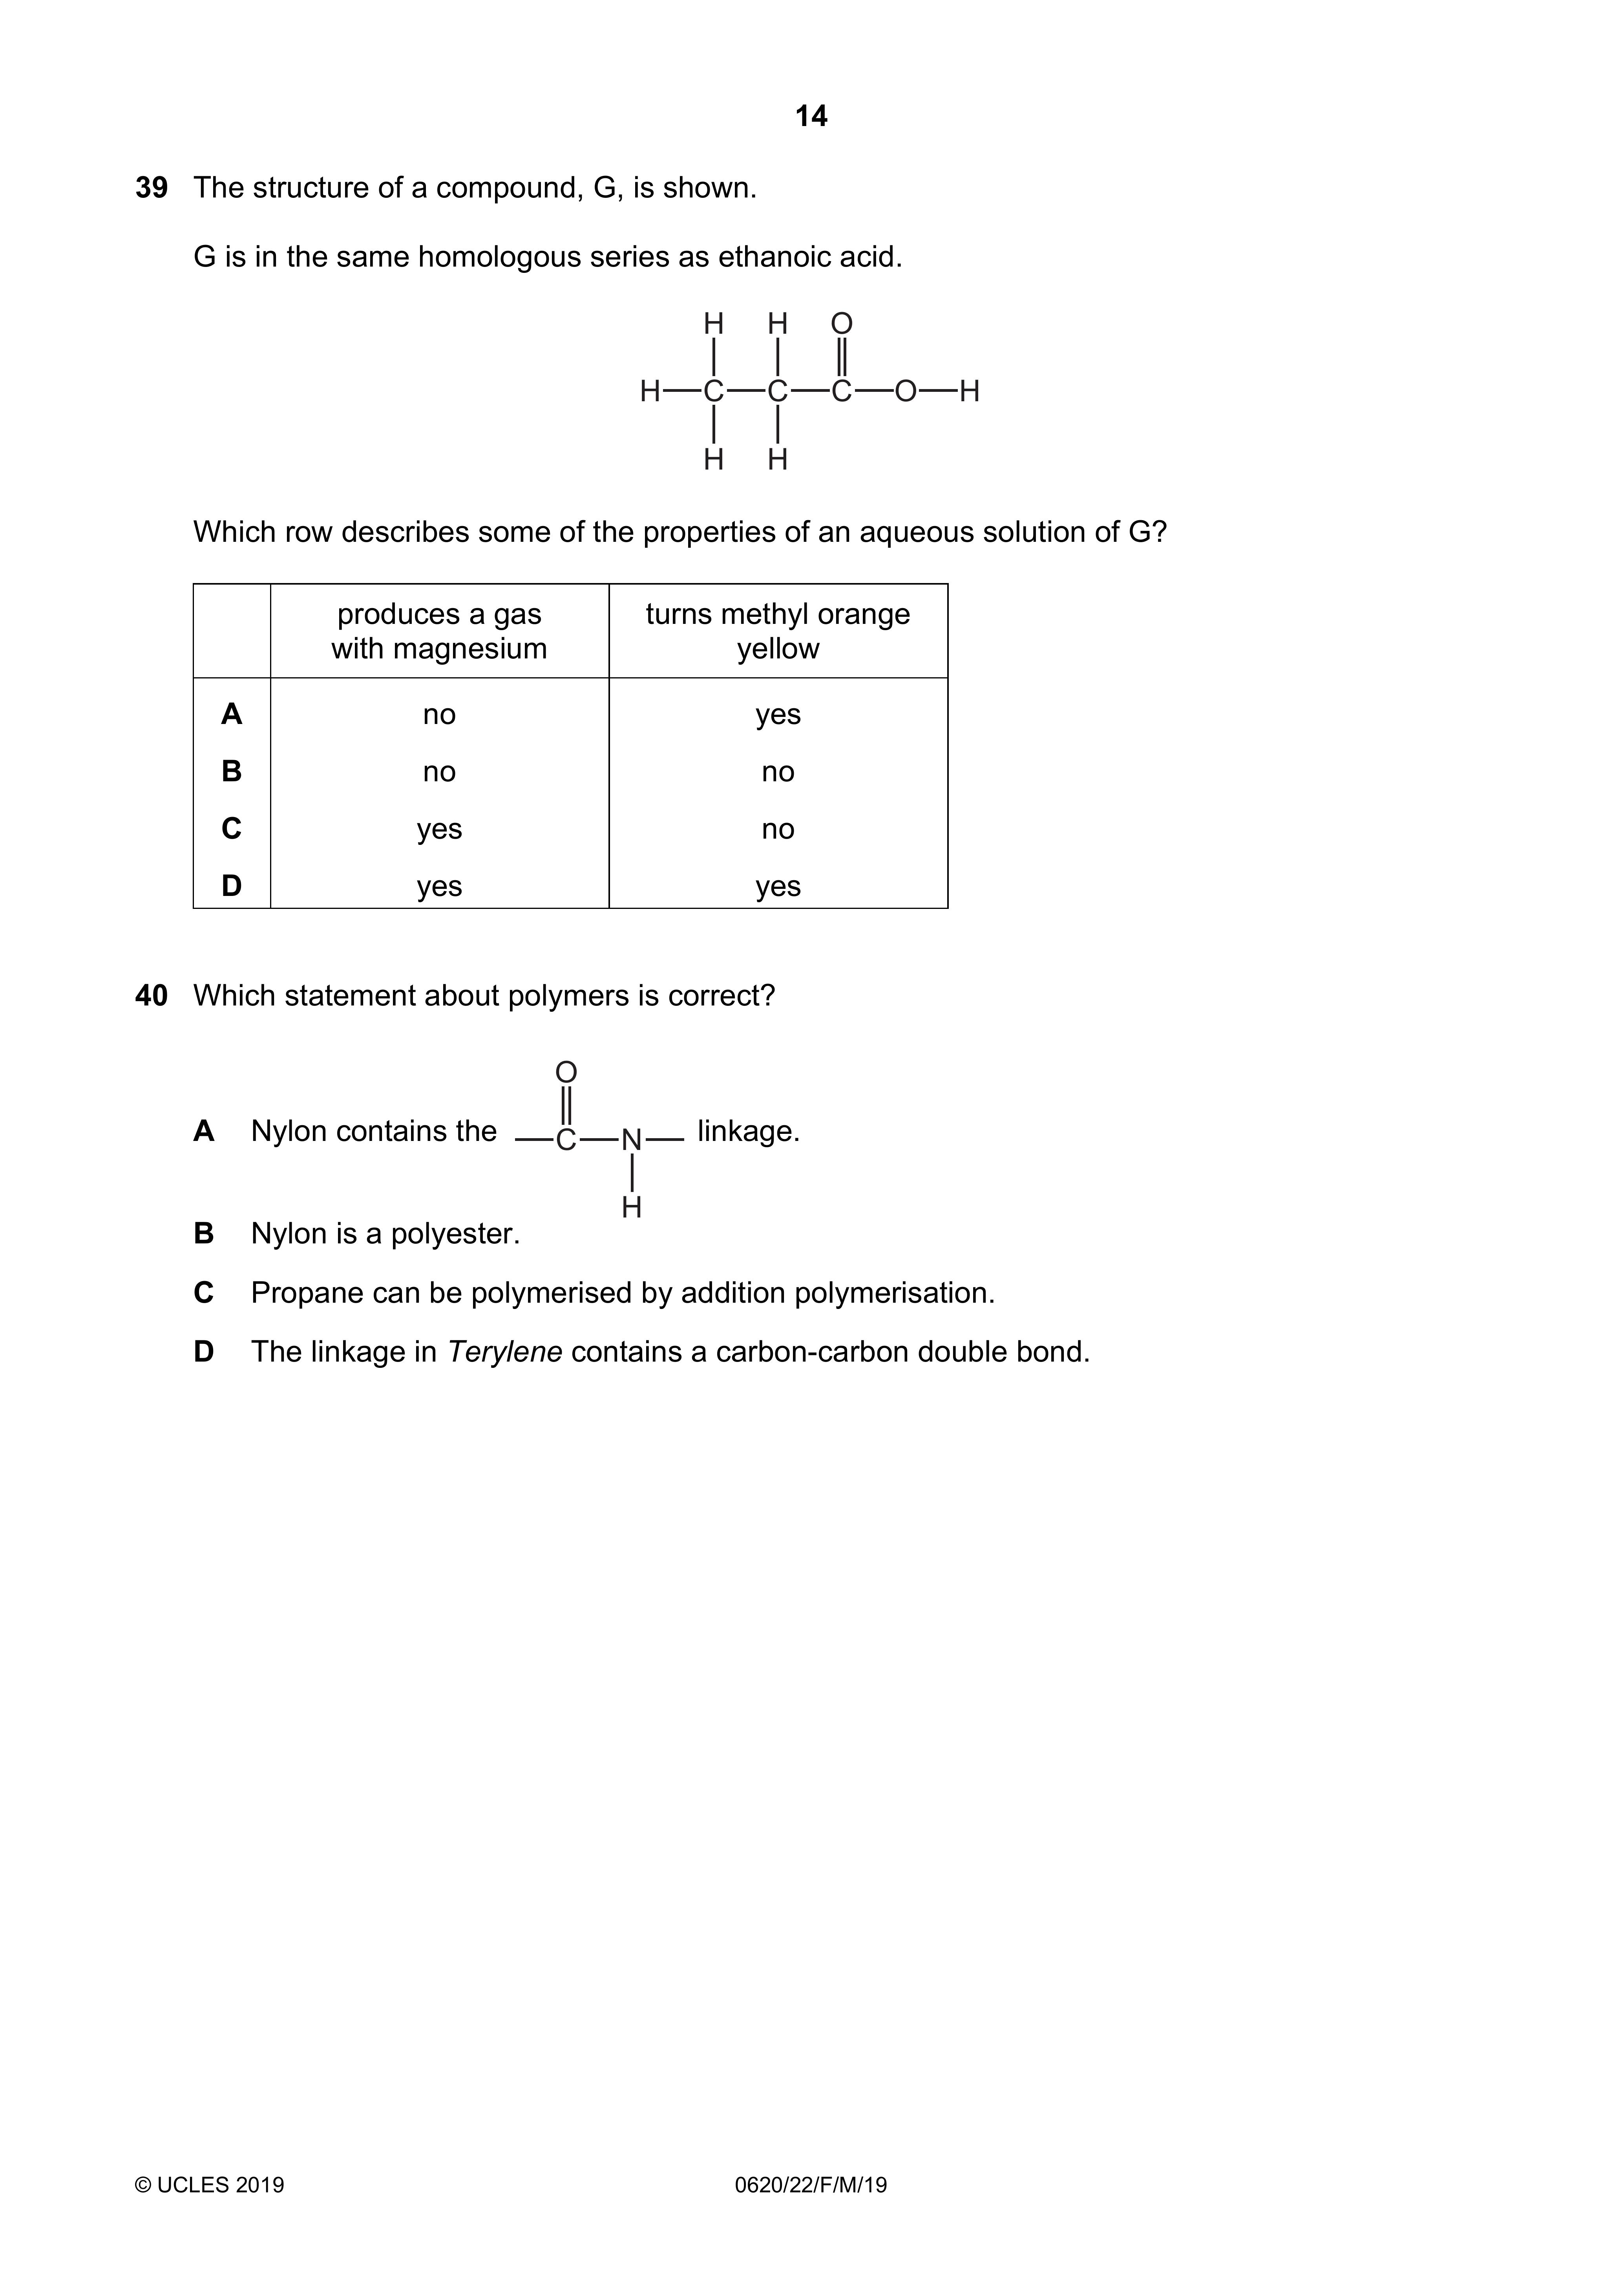 14
39 The structure of a compound, G, is shown.
G is in the same homologous series as ethanoic acid.
H H O
H C C C O H
H H
Which row describes some of the properties of an aqueous solution of G?
produces a gas turns methyl orange
with magnesium yellow
A no yes
B no no
C yes no
D yes yes
40 Which statement about polymers is correct?
O
A Nylon contains the C N linkage.
H
B Nylon is a polyester.
C Propane can be polymerised by addition polymerisation.
D The linkage in Terylene contains a carbon-carbon double bond.
© UCLES 2019 0620/22/F/M/19